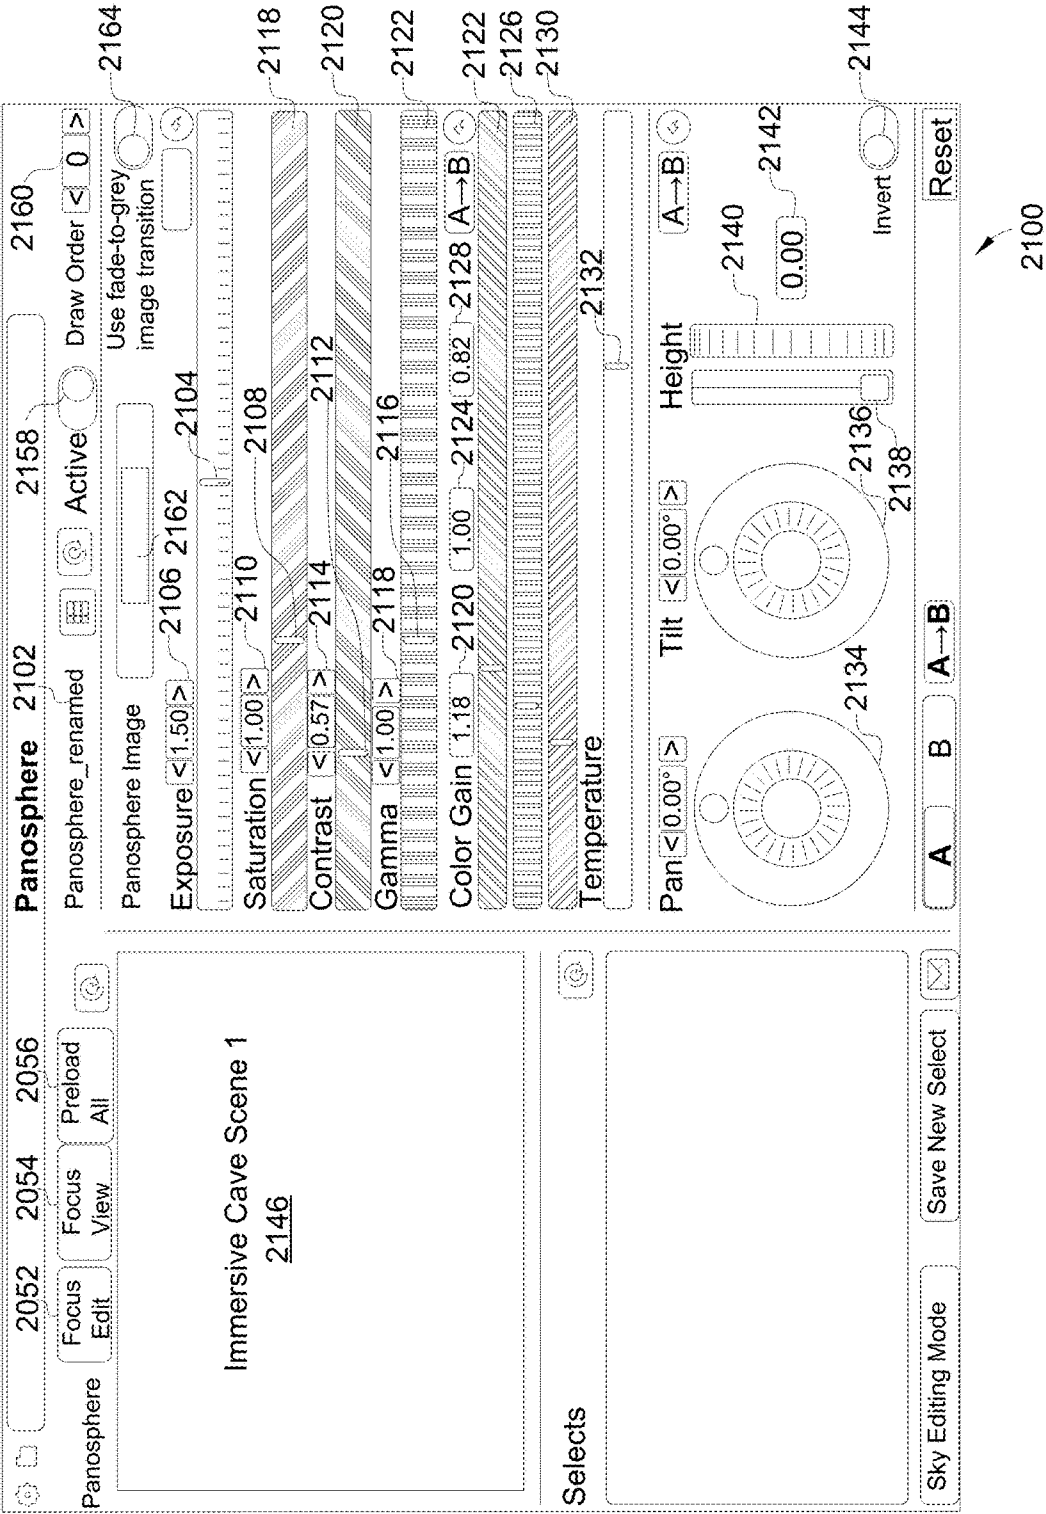 2052 2054 2056 2102 2158 2160
Panosphere
Panosphere
Focus Edit
Focus View
Preload All
Immersive Cave Scene 1
2146
Selects
Sky Editing Mode
Save New Select
Panosphere_renamed
Active
Draw Order < 0 >
2164
Panosphere Image
Use fade-to-grey
image transition
2162
Exposure < 1.50 >
2106
2104
Saturation < 1.00 >
2110
2108
2118
Contrast < 0.57 >
2114
2112
2120
Gamma < 1.00 >
2118
2116
2122
Color Gain 1.18 2120 1.00 2124 0.82 2128 A→B
2122
2126
2130
Temperature
2132
Pan < 0.00° >
Tilt < 0.00° >
Height
A→B
2134
2136
2138
2140
0.00
2142
Invert
2144
A
B
A→B
Reset
2100